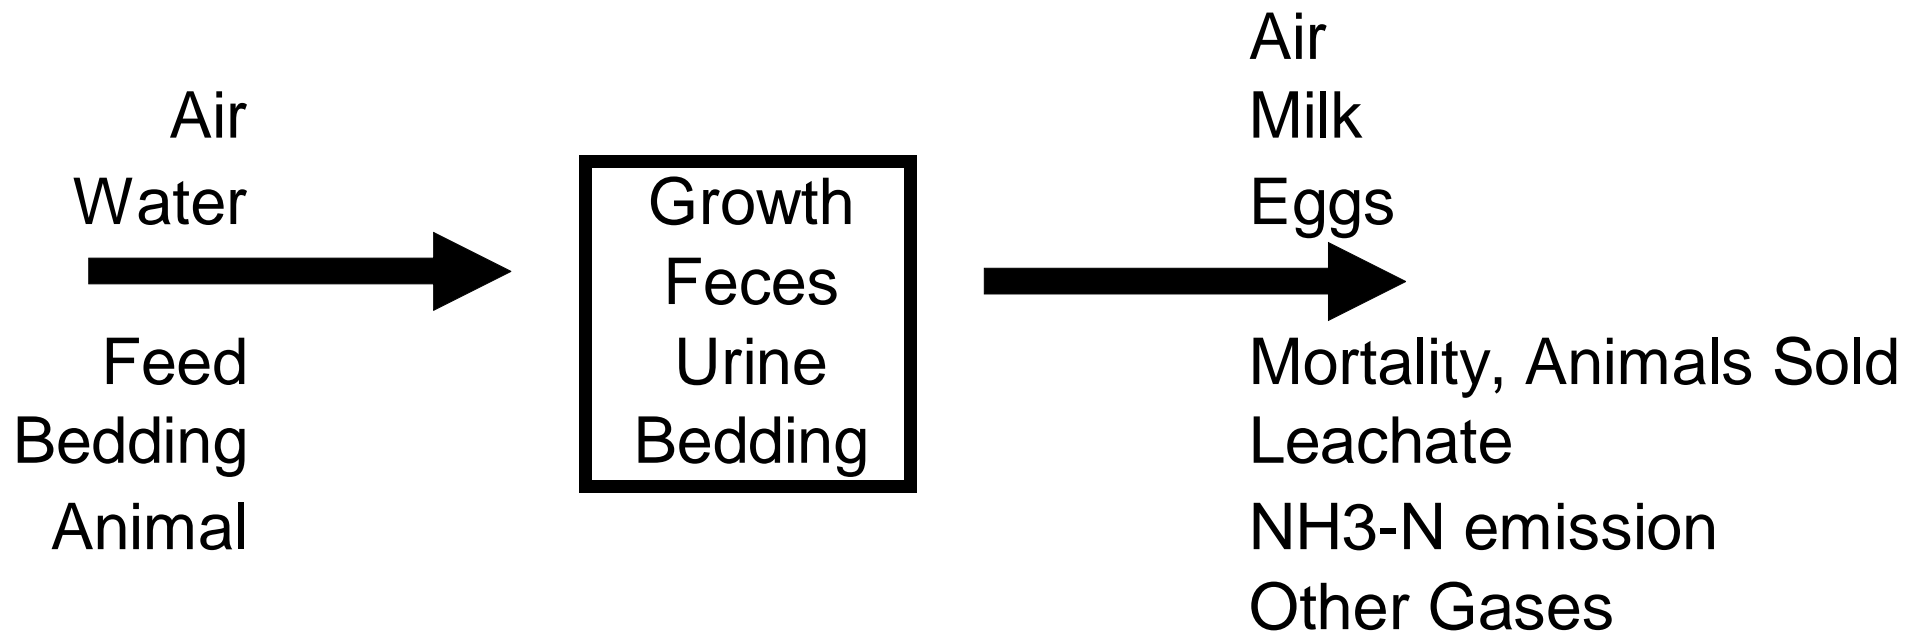 Air
Water
Feed
Bedding
Animal
Growth
Feces
Urine
Bedding
Air
Milk
Eggs
Mortality, Animals Sold
Leachate
NH3-N emission
Other Gases